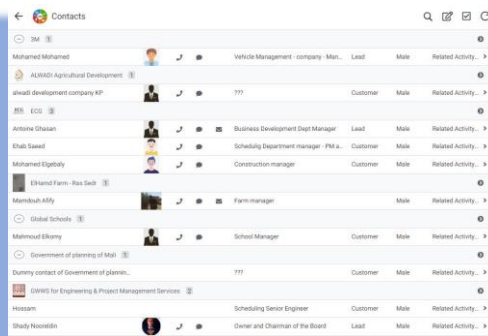 Contacts
3M 1
Mohamed Mohamed Vehicle Management - company - Man... Lead Male Related Activity...
ALWADI Agricultural Development 1
alwadi development company KP ??? Customer Male Related Activity...
ECG 3
Antoine Ghasan Business Development Dept Manager Lead Male Related Activity...
Ehab Saeed Schedulig Department manager - PM a... Customer Male Related Activity...
Mohamed Elgebaly Construction manager Customer Male Related Activity...
ElHamd Farm - Ras Sedr 1
Mamdouh Afify Farm manager Male Related Activity...
Global Schools 1
Mahmoud Elkomy School Manager Customer Male Related Activity...
Government of planning of Mali 1
Dummy contact of Government of plannin... ??? Customer Male Related Activity...
GWWS for Engineering & Project Management Services 2
Hossam Scheduling Senior Engineer Customer Male Related Activity...
Shady Nooreldin Owner and Chairman of the Board Lead Male Related Activity...